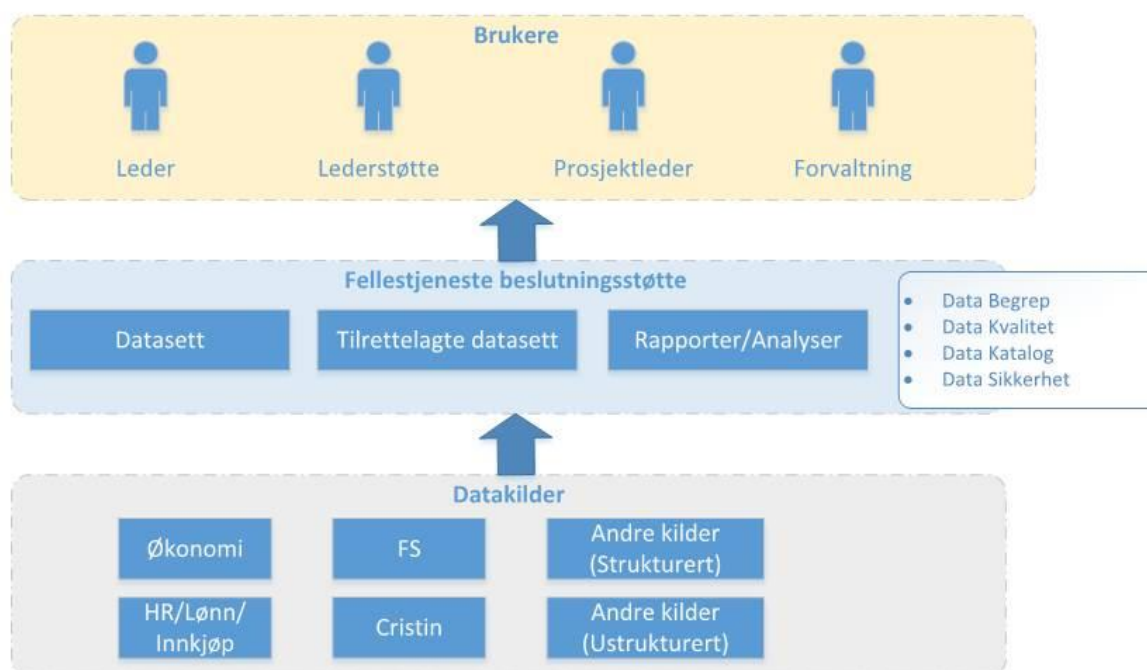 Brukere
Leder
Lederstøtte
Prosjektleder
Forvaltning
Fellestjeneste beslutningsstøtte
Datasett
Tilrettelagte datasett
Rapporter/Analyser
• Data Begrep
• Data Kvalitet
• Data Katalog
• Data Sikkerhet
Datakilder
Økonomi
FS
Andre kilder
(Strukturert)
HR/Lønn/
Innkjøp
Cristin
Andre kilder
(Ustrukturert)